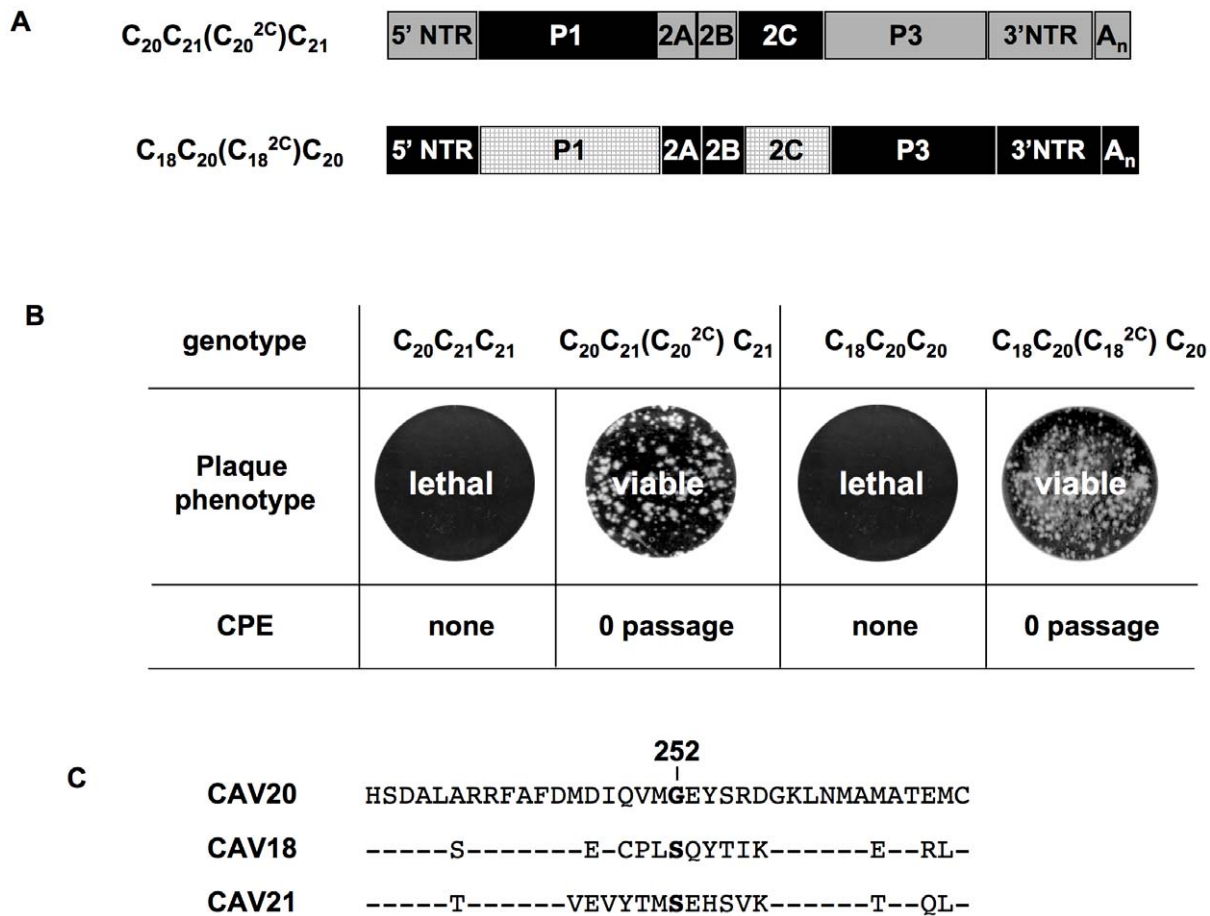 A
C₂₀C₂₁(C₂₀²ᶜ)C₂₁ 5' NTR P1 2A 2B 2C P3 3'NTR Aₙ
C₁₈C₂₀(C₁₈²ᶜ)C₂₀ 5' NTR P1 2A 2B 2C P3 3'NTR Aₙ
B
genotype C₂₀C₂₁C₂₁ C₂₀C₂₁(C₂₀²ᶜ) C₂₁ C₁₈C₂₀C₂₀ C₁₈C₂₀(C₁₈²ᶜ) C₂₀
Plaque
phenotype lethal viable lethal viable
CPE none 0 passage none 0 passage
252
C
CAV20 HSDALARRFAFDMDIQVMGEYSRDGKLNMAMATEMC
CAV18 -----S-------E-CPLSQYTIK------E--RL-
CAV21 -----T------VEVYTMSEHSVK------T--QL-